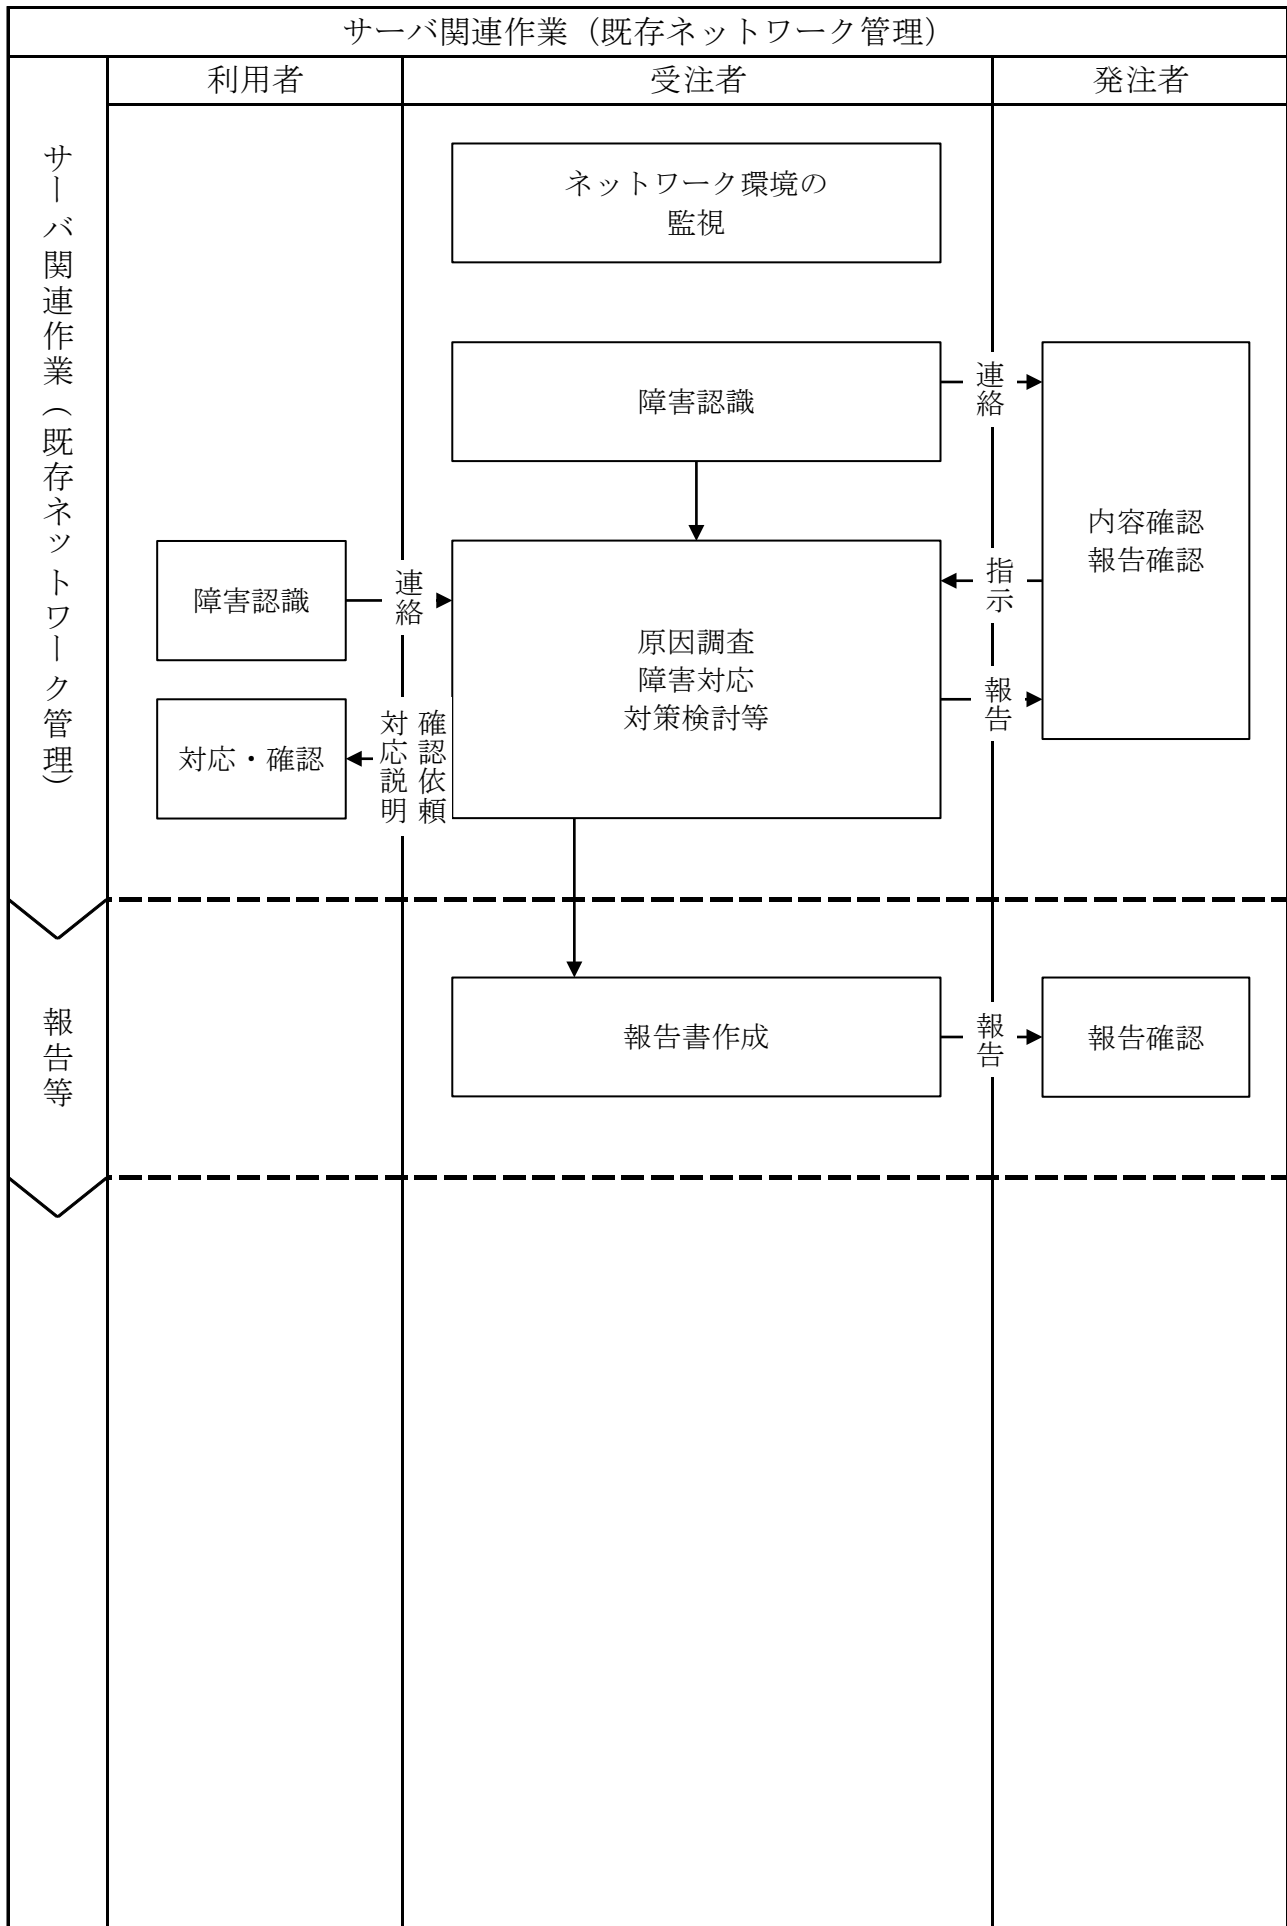 サーバ関連作業（既存ネットワーク管理）
利用者
受注者
発注者
サーバ関連作業（既存ネットワーク管理）
ネットワーク環境の
監視
障害認識
連絡
内容確認
報告確認
障害認識
連絡
原因調査
障害対応
対策検討等
指示
報告
対応・確認
確認依頼
対応説明
報告等
報告書作成
報告
報告確認